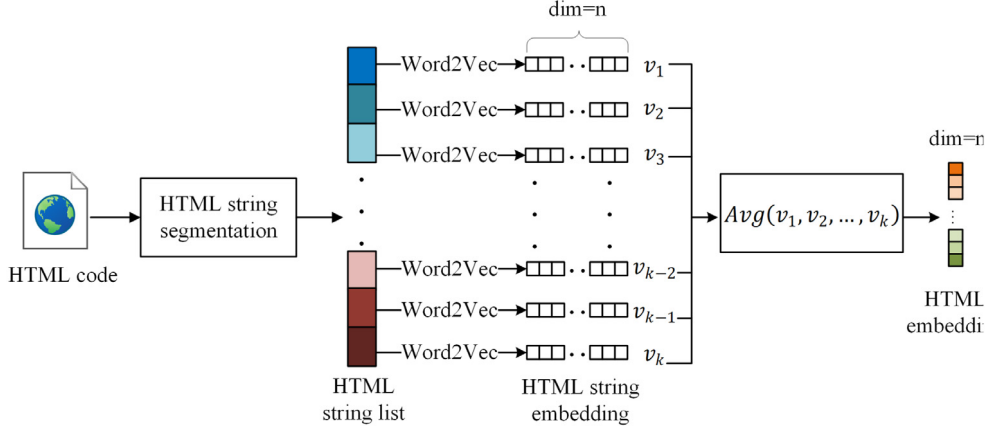 dim=n
Word2Vec
v1
Word2Vec
v2
Word2Vec
v3
dim=n
HTML string
segmentation
Avg(v1, v2, ..., vk)
HTML code
Word2Vec
vk−2
Word2Vec
vk−1
Word2Vec
vk
HTML
string list
HTML string
embedding
HTML
embeddin